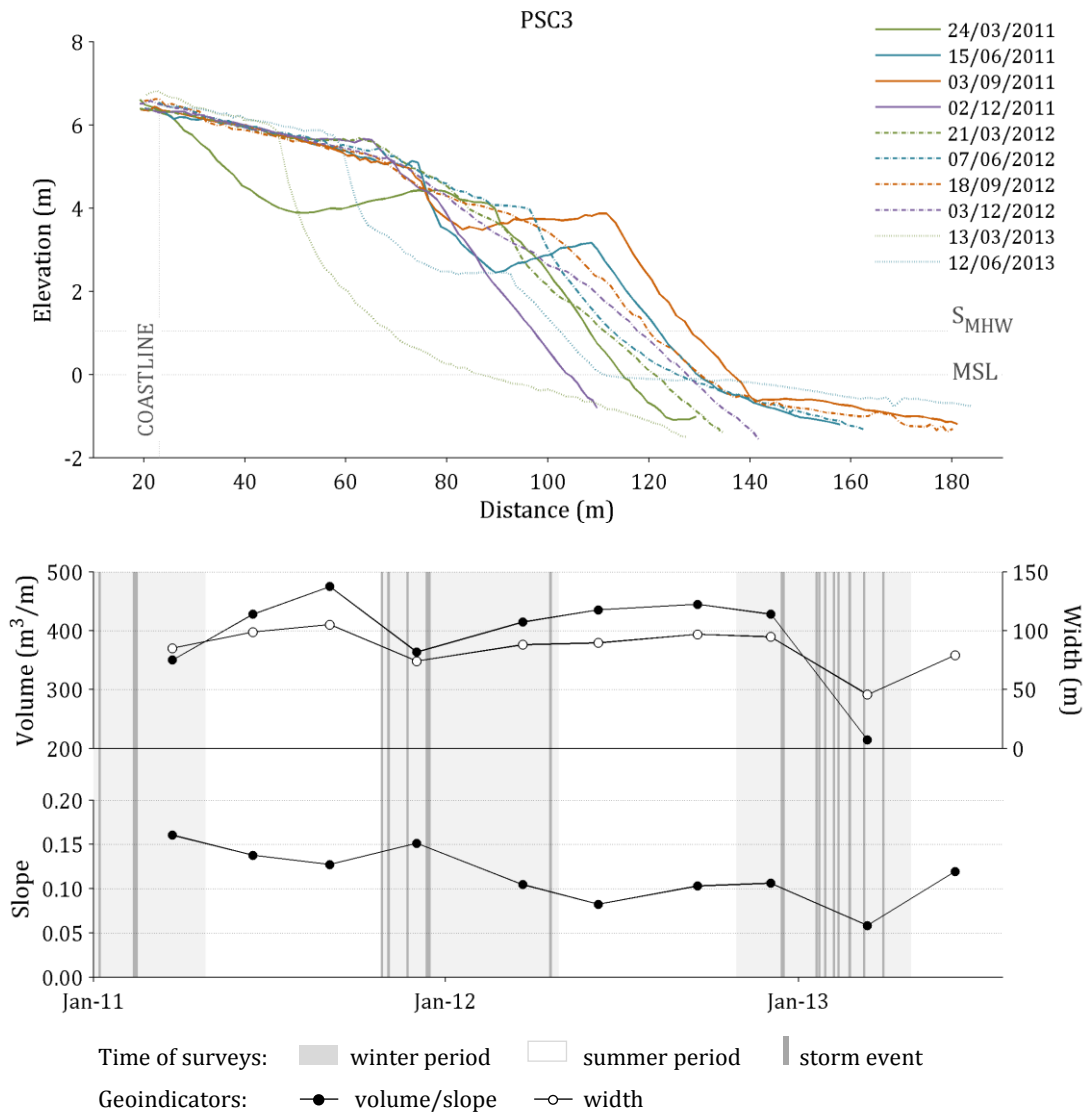 PSC3
8
6
4
2
0
-2
Elevation (m)
20
40
60
80
100
120
140
160
180
Distance (m)
COASTLINE
S_MHW
MSL
24/03/2011
15/06/2011
03/09/2011
02/12/2011
21/03/2012
07/06/2012
18/09/2012
03/12/2012
13/03/2013
12/06/2013
500
400
300
200
Volume (m³/m)
150
100
50
0
Width (m)
0.20
0.15
0.10
0.05
0.00
Slope
Jan-11
Jan-12
Jan-13
Time of surveys: winter period summer period storm event
Geoindicators: volume/slope width